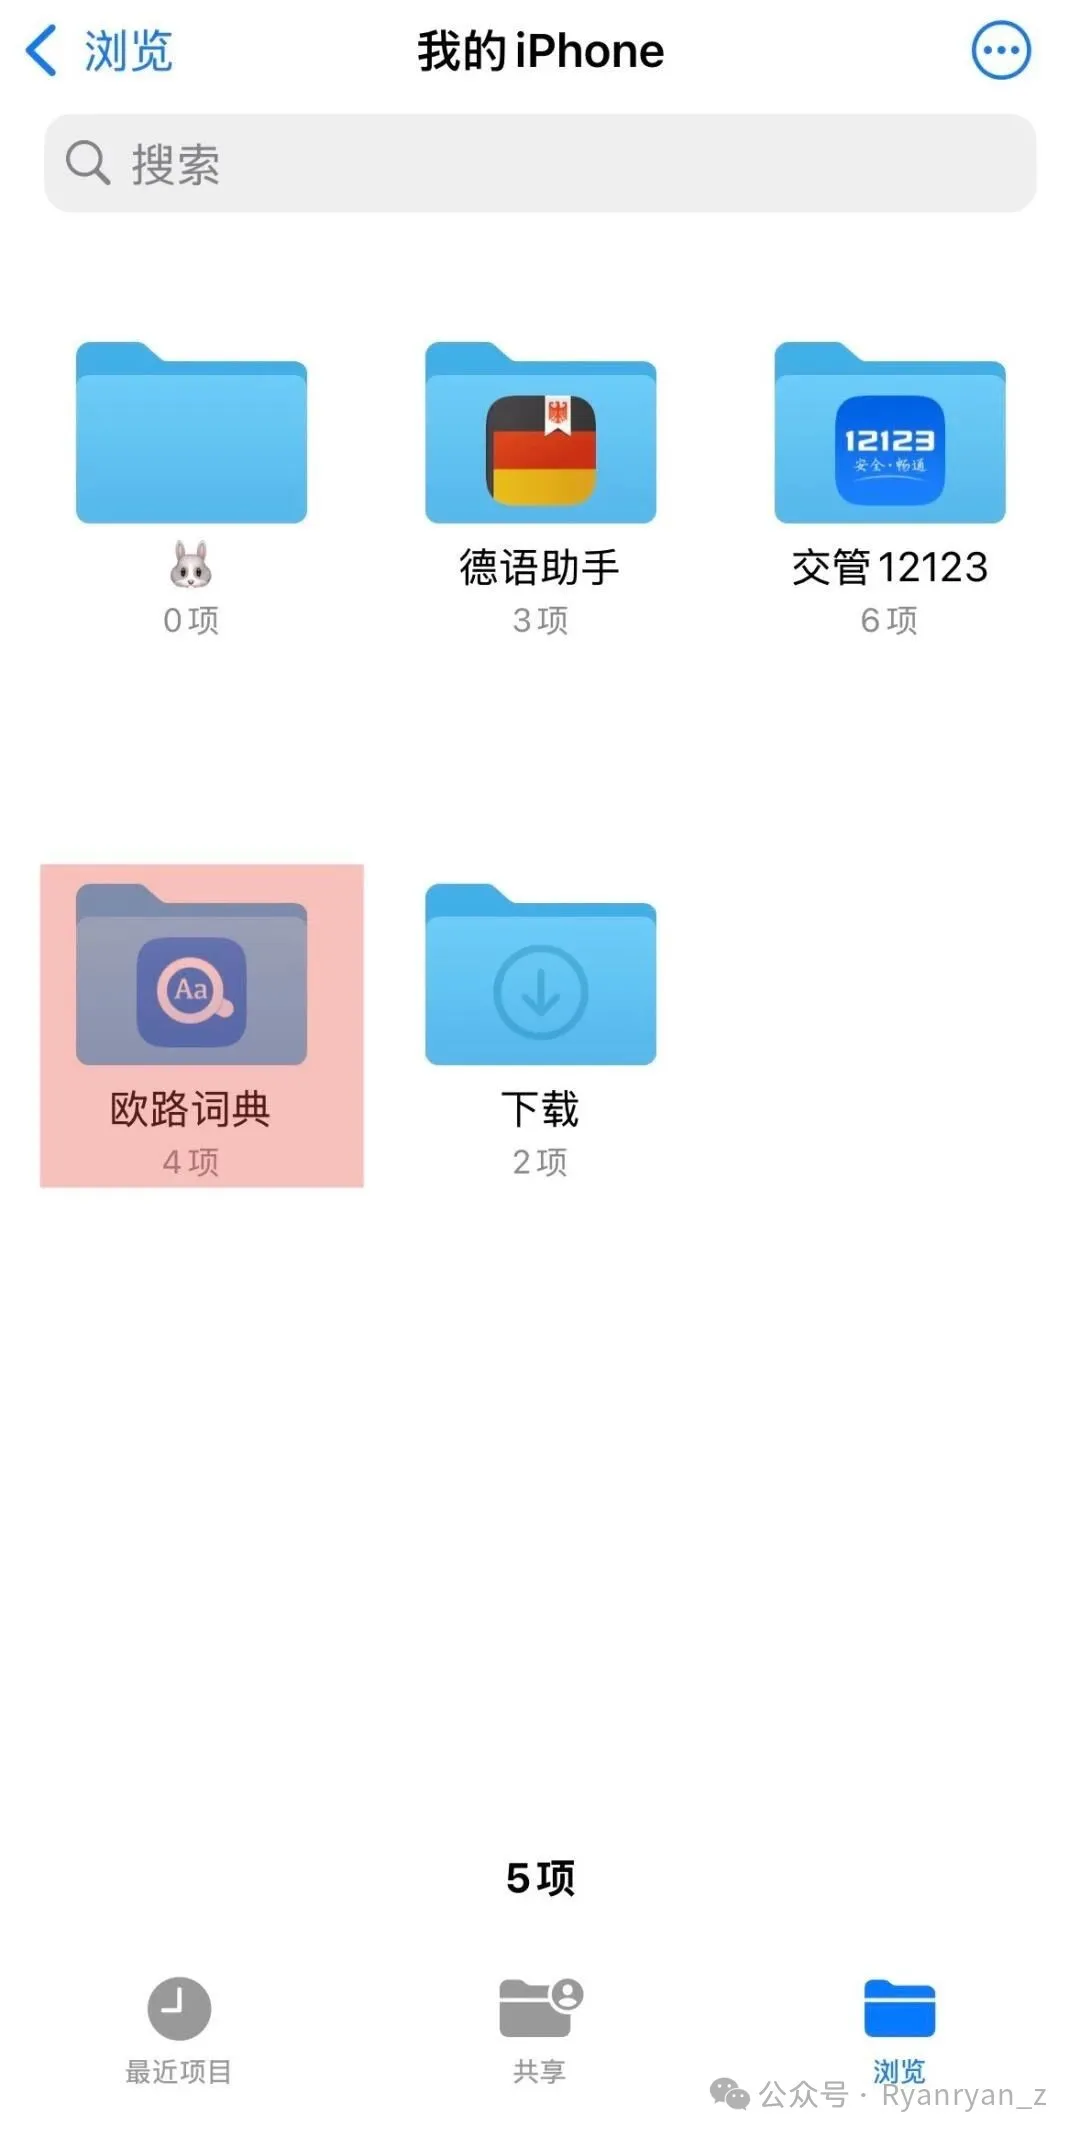 浏览
我的 iPhone
搜索
12123
安全·畅通
0 项
德语助手
3 项
交管 12123
6 项
Aa
欧路词典
4 项
下载
2 项
5 项
最近项目
共享
浏览
公众号 · Ryanryan_z